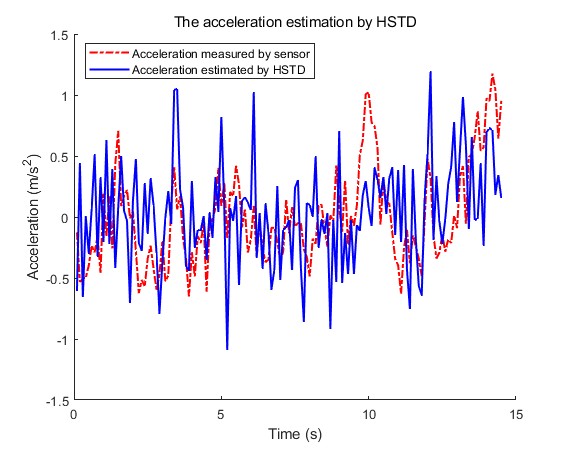 The acceleration estimation by HSTD
Acceleration measured by sensor
Acceleration estimated by HSTD
Acceleration (m/s²)
1.5
1
0.5
0
-0.5
-1
-1.5
0 5 10 15
Time (s)